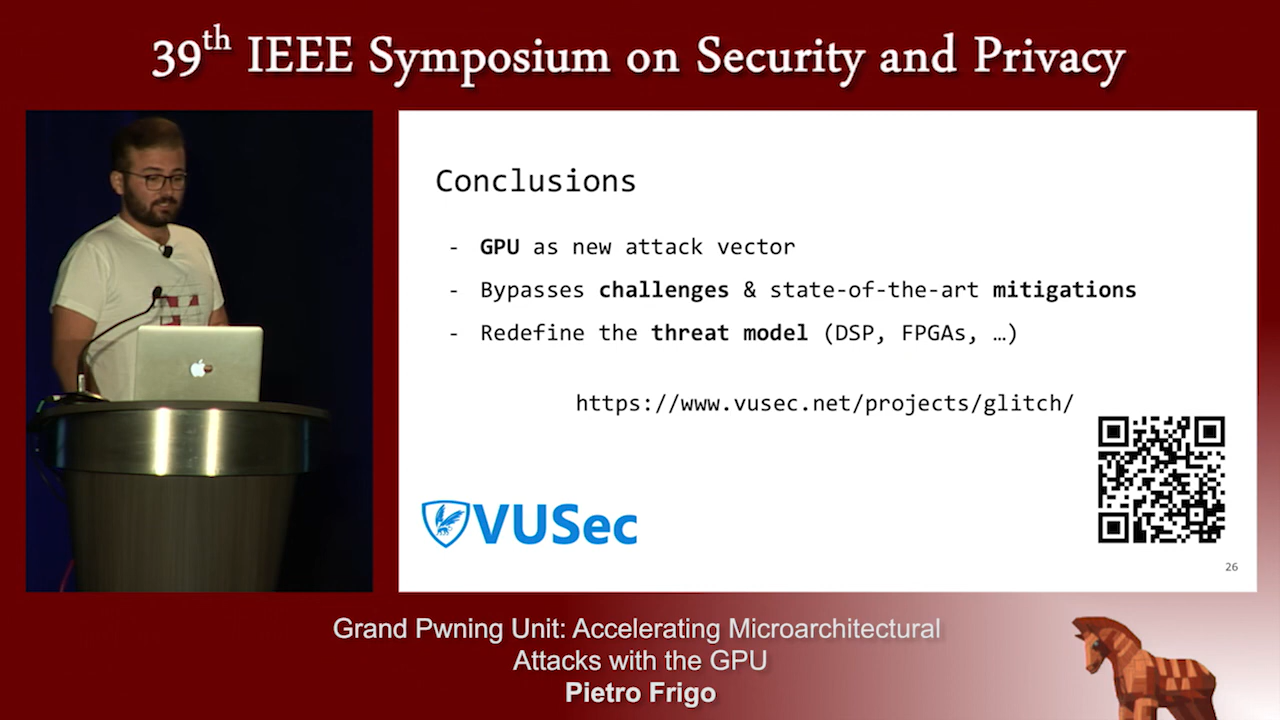 39th IEEE Symposium on Security and Privacy
Conclusions
- GPU as new attack vector
- Bypasses challenges & state-of-the-art mitigations
- Redefine the threat model (DSP, FPGAs, …)
https://www.vusec.net/projects/glitch/
VUSec
26
Grand Pwning Unit: Accelerating Microarchitectural
Attacks with the GPU
Pietro Frigo